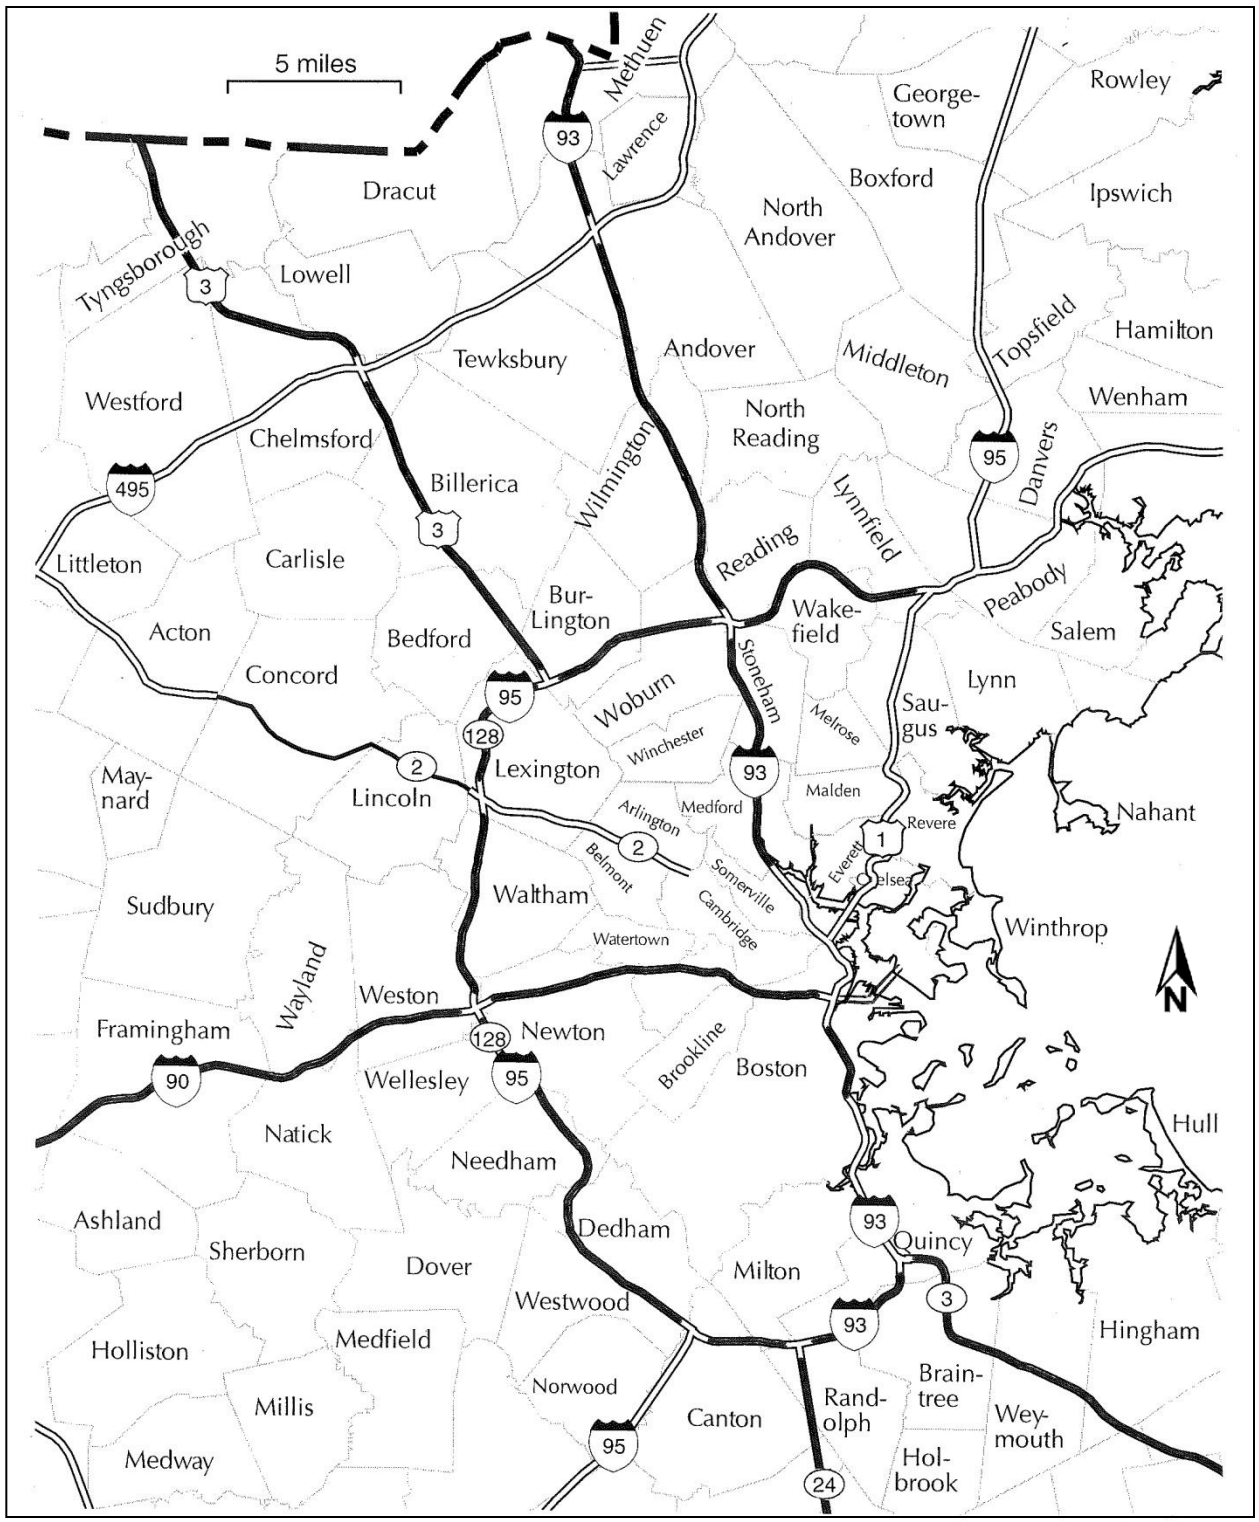 5 miles
Methuen
Rowley
George-
town
93
Lawrence
Dracut
Boxford
Ipswich
North
Andover
Tyngsborough
3
Lowell
Topsfield
Hamilton
Tewksbury
Andover
Middleton
Westford
Wenham
North
Reading
Chelmsford
Wilmington
95
Danvers
495
Billerica
Lynnfield
3
Littleton
Carlisle
Reading
Bur-
Lington
Wake-
field
Peabody
Acton
Bedford
Salem
Concord
Stoneham
95
Woburn
Lynn
Sau-
gus
128
Winchester
Melrose
2
Lexington
93
May-
nard
Lincoln
Arlington
Medford
Malden
Nahant
Revere
2
1
Belmont
Everett
Somerville
Chelsea
Sudbury
Waltham
Cambridge
Winthrop
Watertown
Wayland
Weston
N
Framingham
128
Newton
Brookline
90
Wellesley
95
Boston
Natick
Hull
Needham
Ashland
93
Dedham
Quincy
Sherborn
Dover
Milton
Westwood
3
93
Holliston
Medfield
Hingham
Norwood
Brain-
tree
Millis
Canton
Rand-
olph
Wey-
mouth
95
Medway
Hol-
brook
24